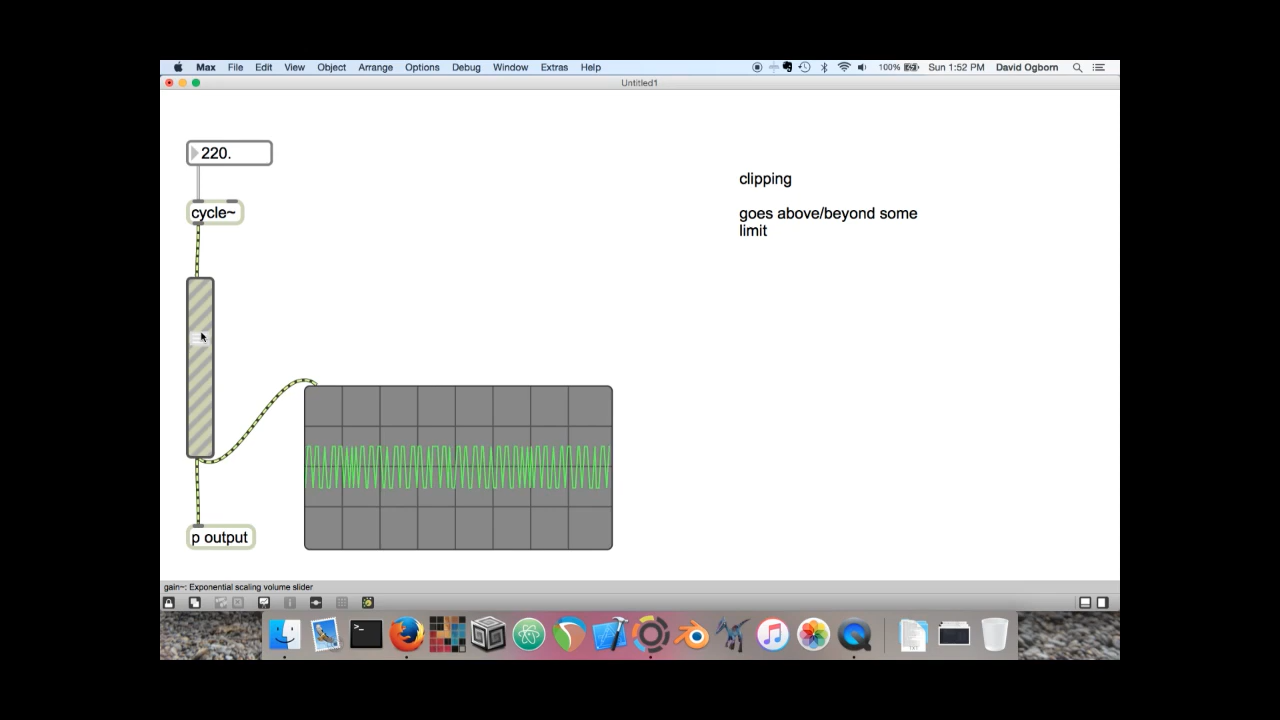 Max File Edit View Object Arrange Options Debug Window Extras Help 100% Sun 1:52 PM David Ogborn
Untitled1
220.
clipping
cycle~
goes above/beyond some
limit
p output
gain~: Exponential scaling volume slider